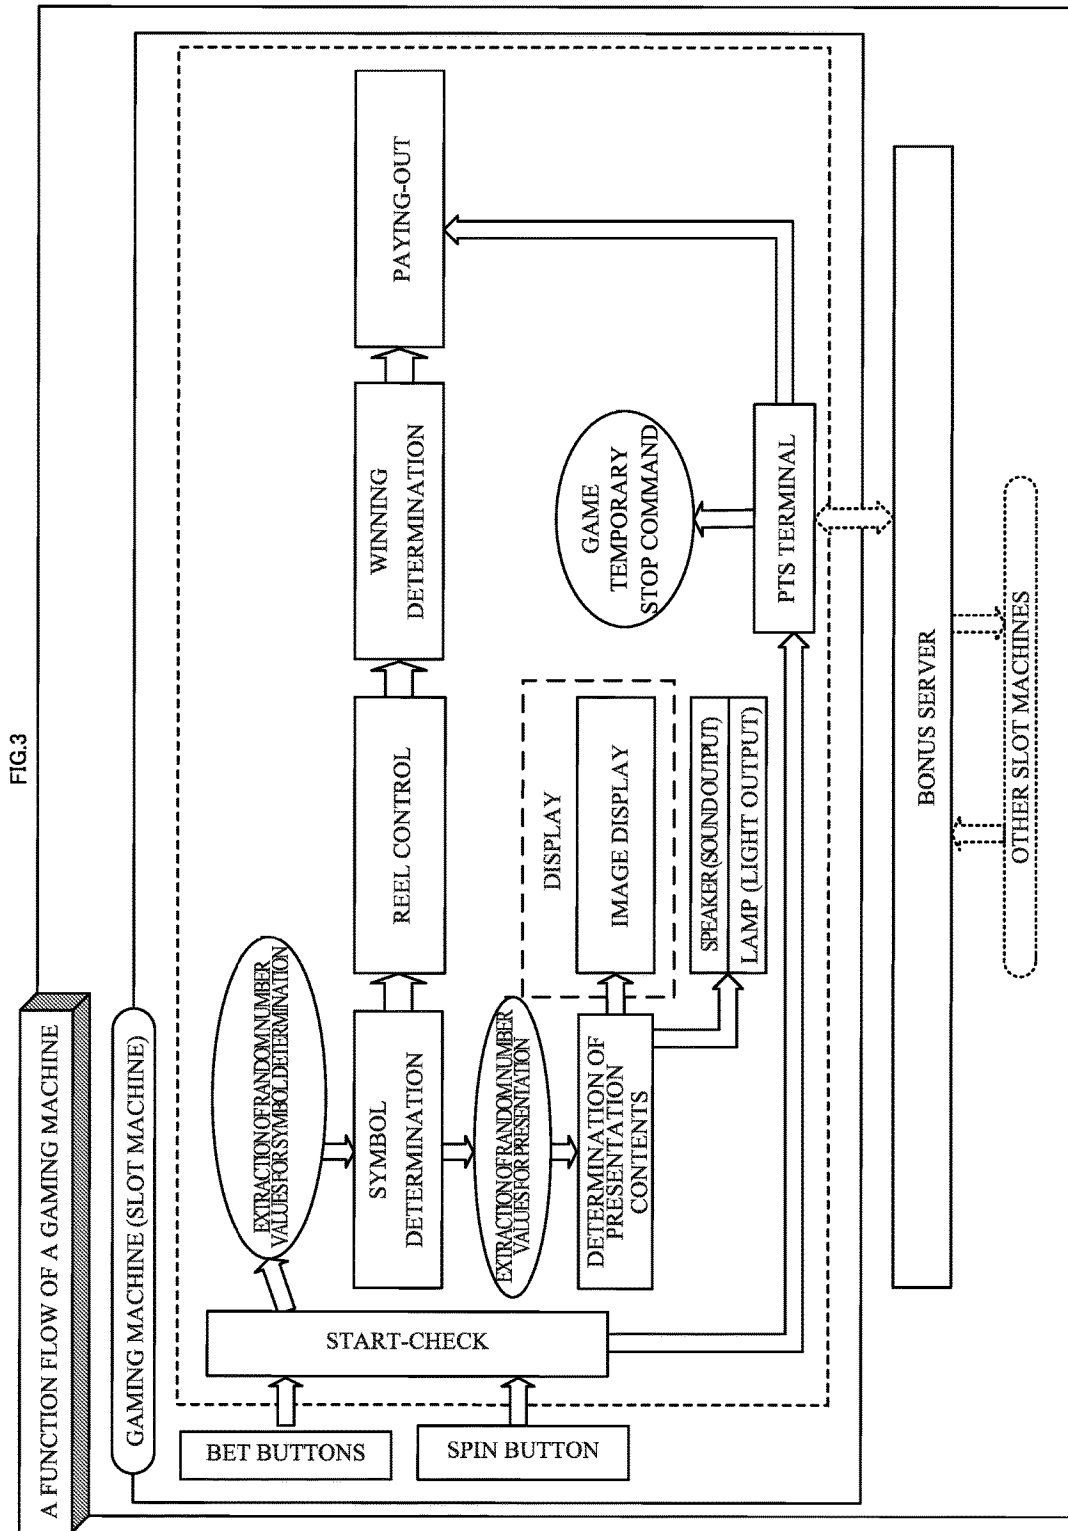 FIG.3
A FUNCTION FLOW OF A GAMING MACHINE
GAMING MACHINE (SLOT MACHINE)
BET BUTTONS
SPIN BUTTON
START-CHECK
EXTRACTION OF RANDOM NUMBER
VALUES FOR SYMBOL DETERMINATION
SYMBOL
DETERMINATION
REEL CONTROL
WINNING
DETERMINATION
PAYING-OUT
EXTRACTION OF RANDOM NUMBER
VALUES FOR PRESENTATION
DETERMINATION OF
PRESENTATION
CONTENTS
DISPLAY
IMAGE DISPLAY
SPEAKER (SOUND OUTPUT)
LAMP (LIGHT OUTPUT)
GAME
TEMPORARY
STOP COMMAND
PTS TERMINAL
BONUS SERVER
OTHER SLOT MACHINES